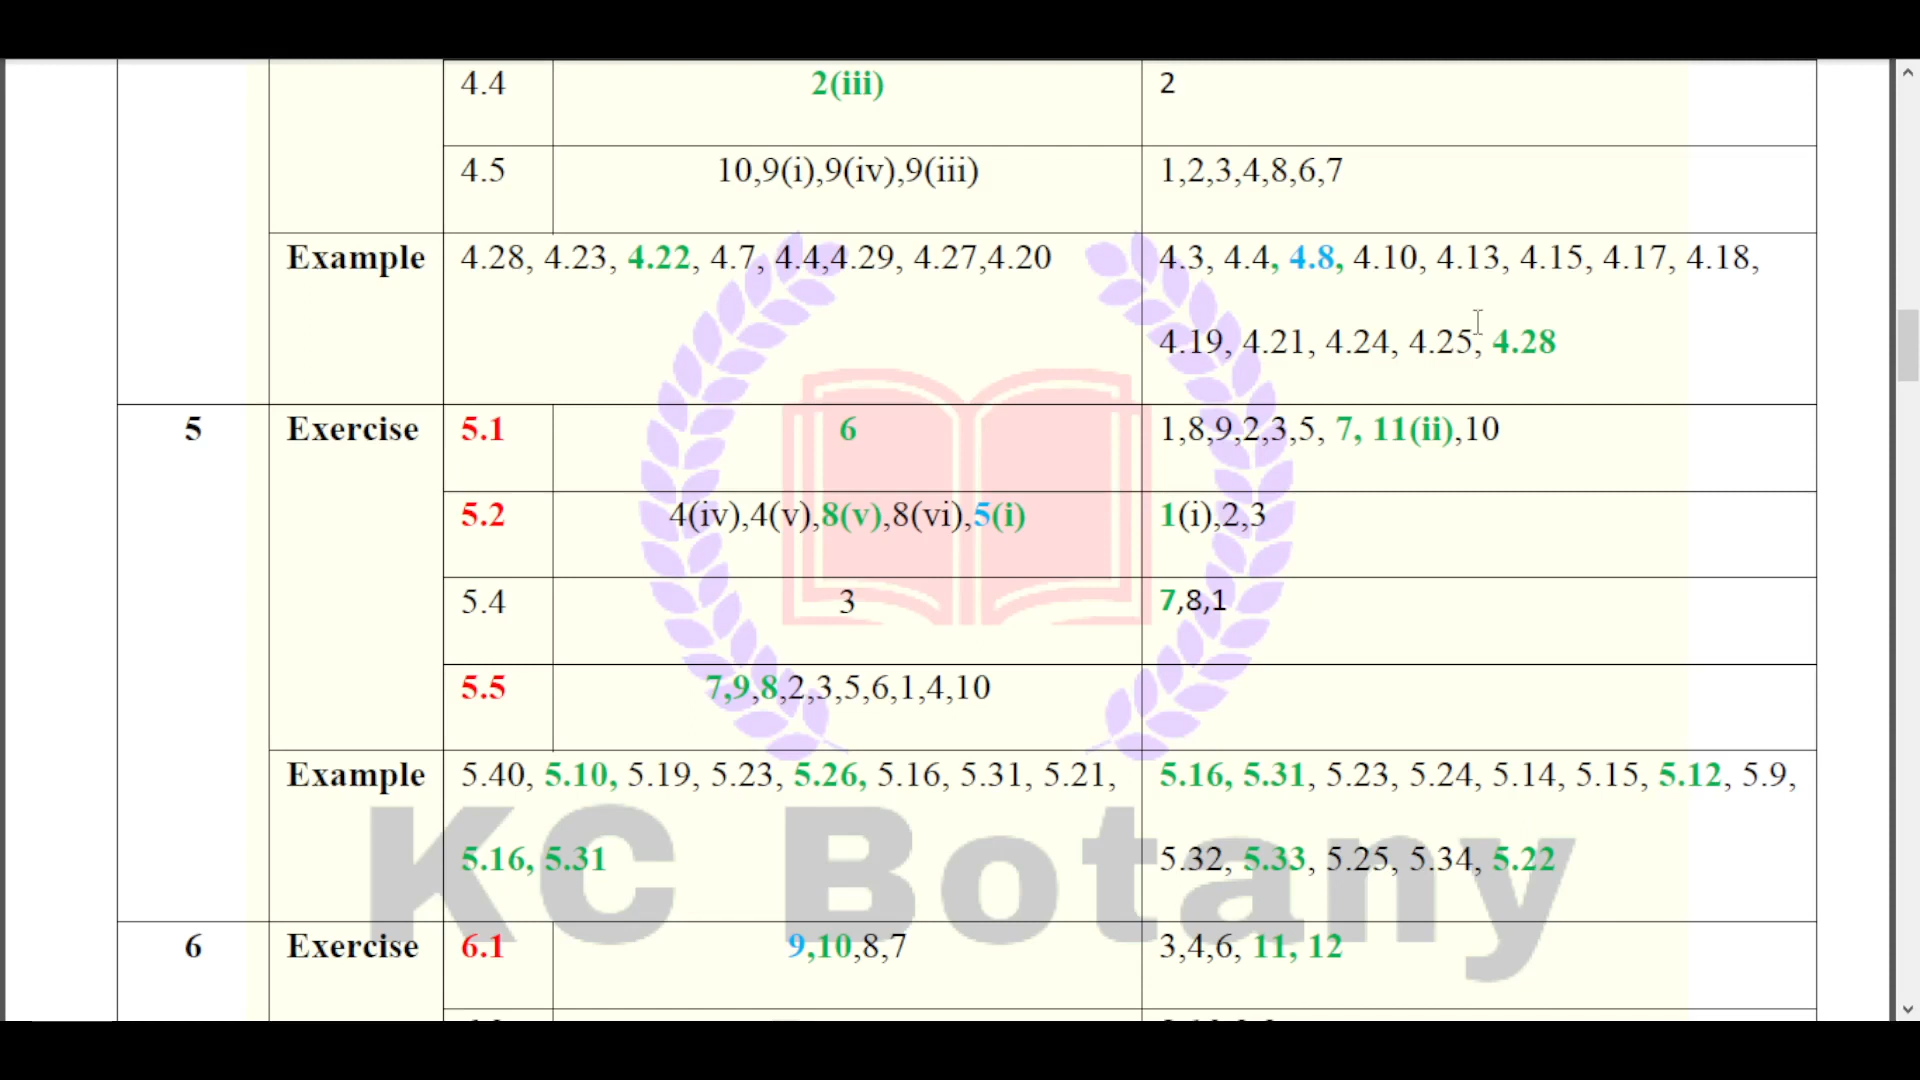 4.4 2(iii) 2
4.5 10,9(i),9(iv),9(iii) 1,2,3,4,8,6,7
Example 4.28, 4.23, 4.22, 4.7, 4.4,4.29, 4.27,4.20 4.3, 4.4, 4.8, 4.10, 4.13, 4.15, 4.17, 4.18,
4.19, 4.21, 4.24, 4.25, 4.28
5 Exercise 5.1 6 1,8,9,2,3,5, 7, 11(ii),10
5.2 4(iv),4(v),8(v),8(vi),5(i) 1(i),2,3
5.4 3 7,8,1
5.5 7,9,8,2,3,5,6,1,4,10
Example 5.40, 5.10, 5.19, 5.23, 5.26, 5.16, 5.31, 5.21, 5.16, 5.31, 5.23, 5.24, 5.14, 5.15, 5.12, 5.9,
5.16, 5.31 5.32, 5.33, 5.25, 5.34, 5.22
KC Botany
6 Exercise 6.1 9,10,8,7 3,4,6, 11, 12